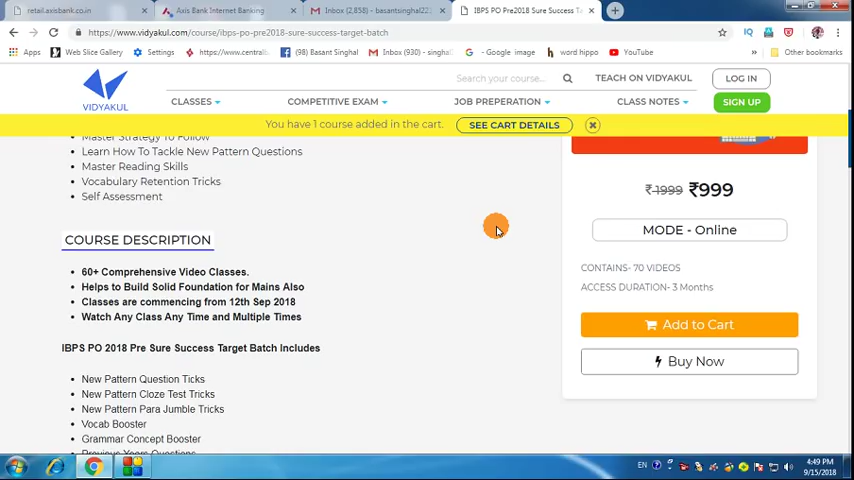 retail.axisbank.co.in
Axis Bank Internet Banking
Inbox (2,858) - basantsinghal22
IBPS PO Pre2018 Sure Success Ta
https://www.vidyakul.com/course/ibps-po-pre2018-sure-success-target-batch
Apps
Web Slice Gallery
Settings
https://www.centralb
(98) Basant Singhal
Inbox (930) - singha
- Google image
word hippo
YouTube
»
Other bookmarks
VIDYAKUL
Search your course...
TEACH ON VIDYAKUL
LOG IN
CLASSES
COMPETITIVE EXAM
JOB PREPARATION
CLASS NOTES
SIGN UP
You have 1 course added in the cart.
SEE CART DETAILS
Master Strategy To Follow
Learn How To Tackle New Pattern Questions
Master Reading Skills
Vocabulary Retention Tricks
Self Assessment
₹1999 ₹999
MODE - Online
CONTAINS- 70 VIDEOS
ACCESS DURATION- 3 Months
Add to Cart
Buy Now
COURSE DESCRIPTION
60+ Comprehensive Video Classes.
Helps to Build Solid Foundation for Mains Also
Classes are commencing from 12th Sep 2018
Watch Any Class Any Time and Multiple Times
IBPS PO 2018 Pre Sure Success Target Batch Includes
New Pattern Question Ticks
New Pattern Cloze Test Tricks
New Pattern Para Jumble Tricks
Vocab Booster
Grammar Concept Booster
Previous Years Questions
EN
4:49 PM
9/15/2018